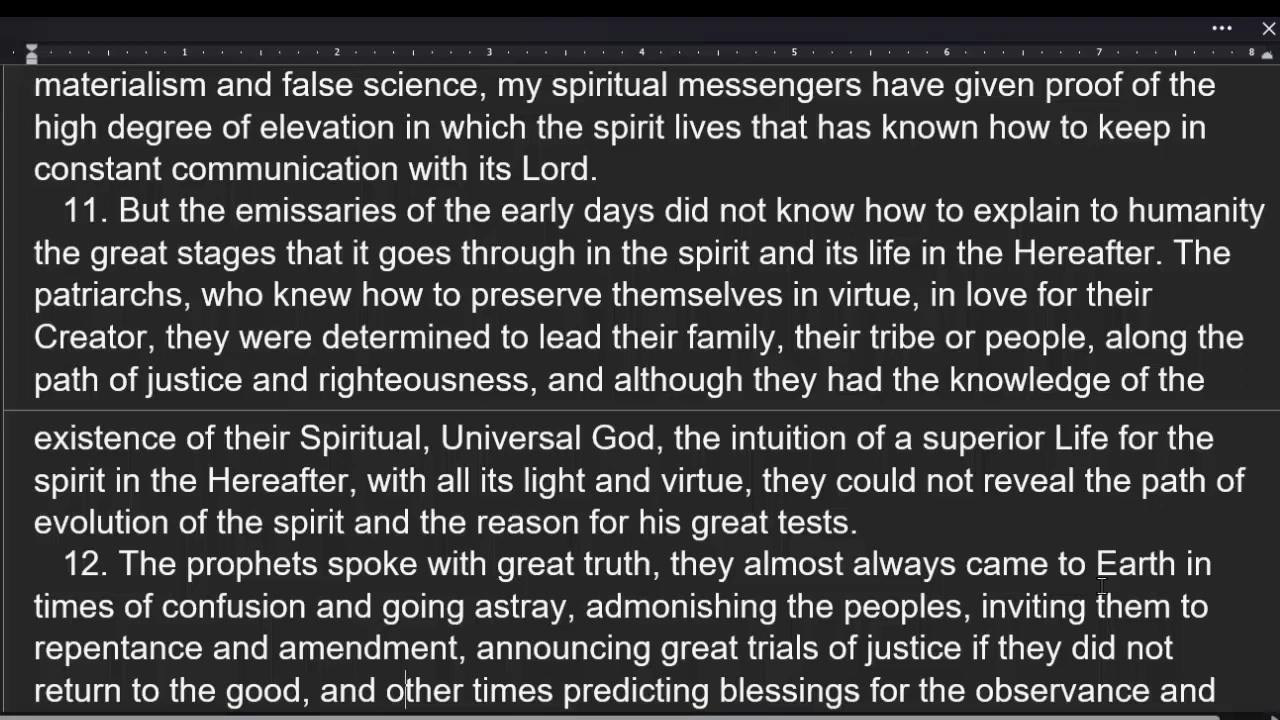 1 2 3 4 5 6 7 8
materialism and false science, my spiritual messengers have given proof of the
high degree of elevation in which the spirit lives that has known how to keep in
constant communication with its Lord.
11. But the emissaries of the early days did not know how to explain to humanity
the great stages that it goes through in the spirit and its life in the Hereafter. The
patriarchs, who knew how to preserve themselves in virtue, in love for their
Creator, they were determined to lead their family, their tribe or people, along the
path of justice and righteousness, and although they had the knowledge of the
existence of their Spiritual, Universal God, the intuition of a superior Life for the
spirit in the Hereafter, with all its light and virtue, they could not reveal the path of
evolution of the spirit and the reason for his great tests.
12. The prophets spoke with great truth, they almost always came to Earth in
times of confusion and going astray, admonishing the peoples, inviting them to
repentance and amendment, announcing great trials of justice if they did not
return to the good, and other times predicting blessings for the observance and